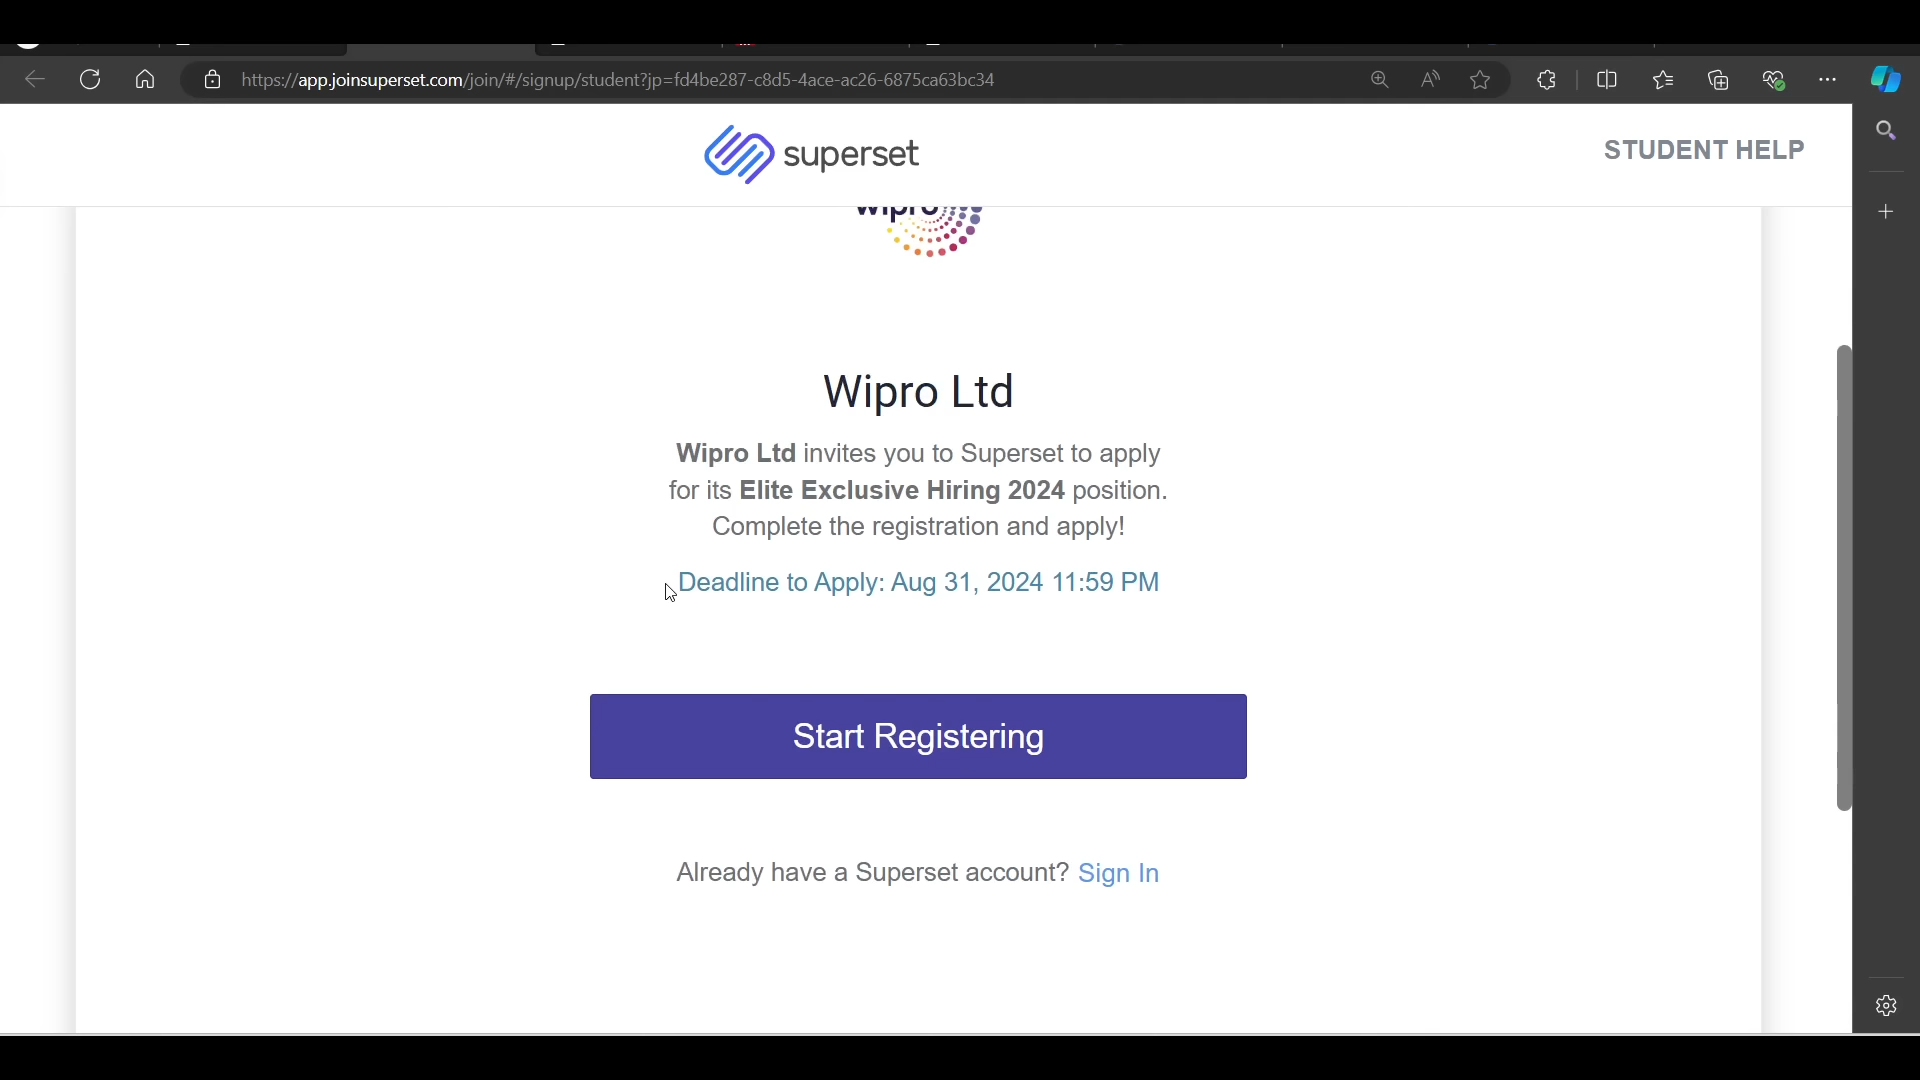 https://app.joinsuperset.com/join/#/signup/student?jp=fd4be287-c8d5-4ace-ac26-6875ca63bc34
superset
STUDENT HELP
wipro
Wipro Ltd
Wipro Ltd invites you to Superset to apply
for its Elite Exclusive Hiring 2024 position.
Complete the registration and apply!
Deadline to Apply: Aug 31, 2024 11:59 PM
Start Registering
Already have a Superset account? Sign In